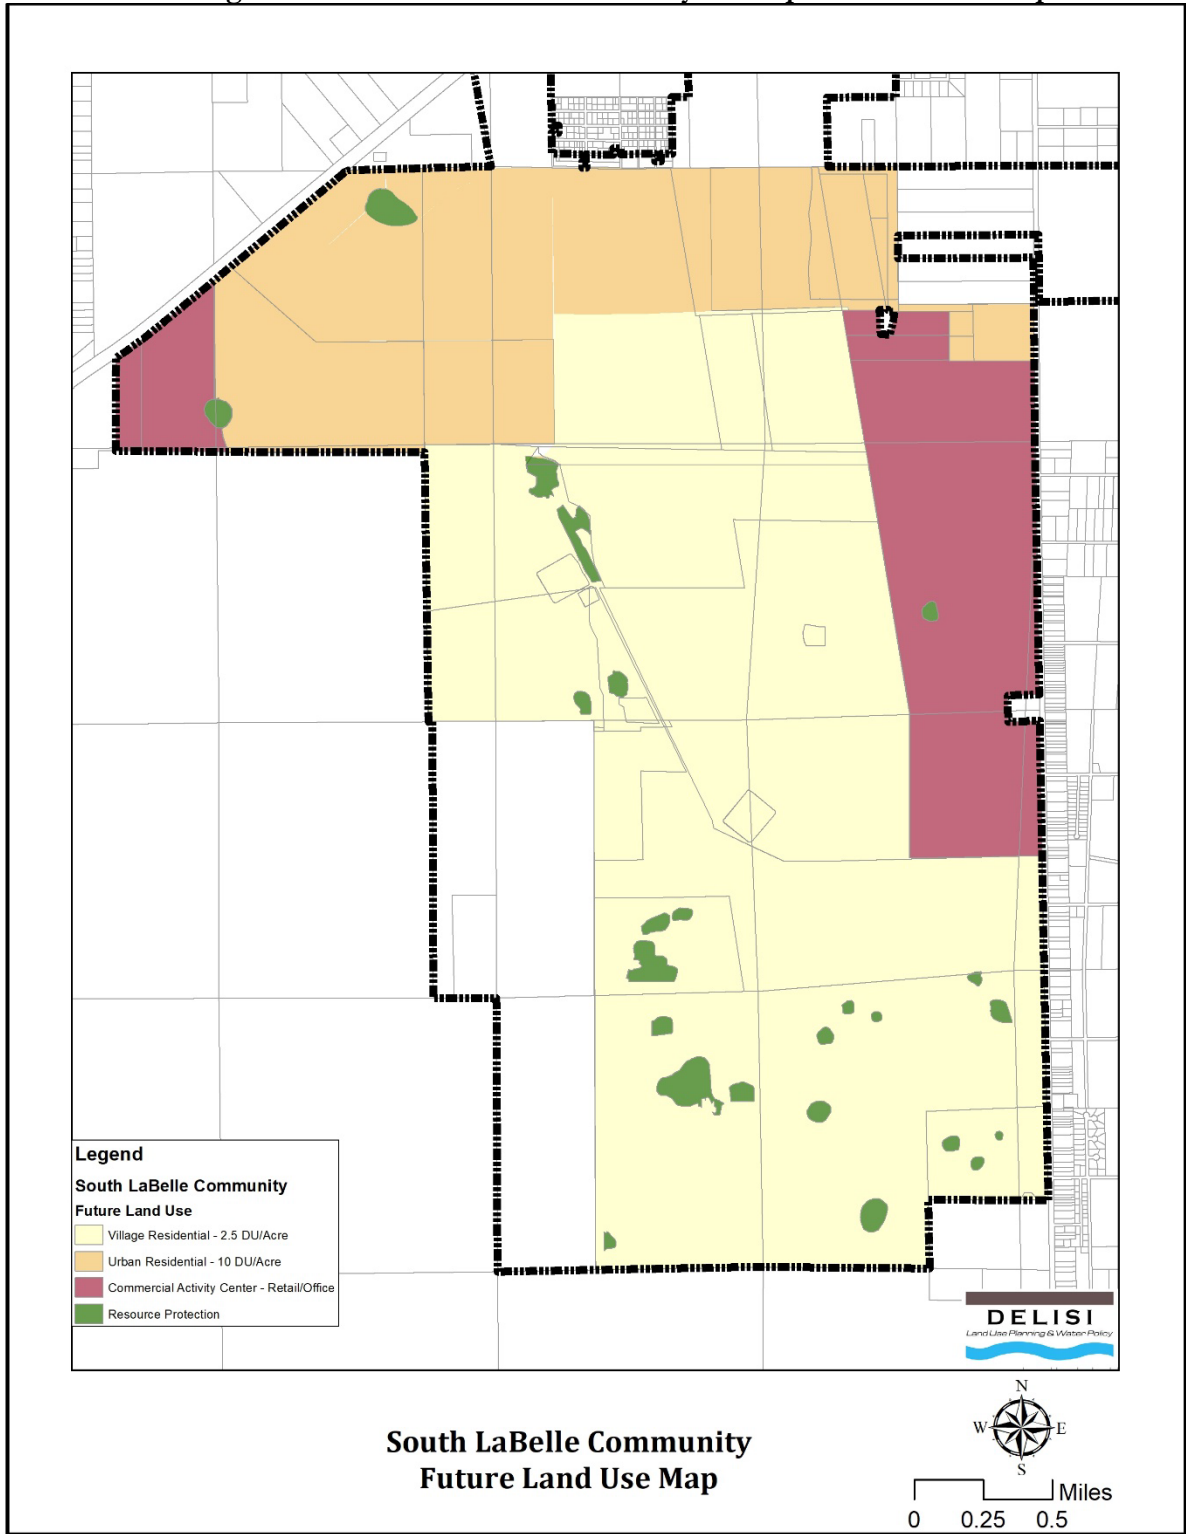 Legend
South LaBelle Community
Future Land Use
Village Residential - 2.5 DU/Acre
Urban Residential - 10 DU/Acre
Commercial Activity Center - Retail/Office
Resource Protection
DELISI
Land Use Planning & Water Policy
South LaBelle Community
Future Land Use Map
N
W E
S
Miles
0 0.25 0.5